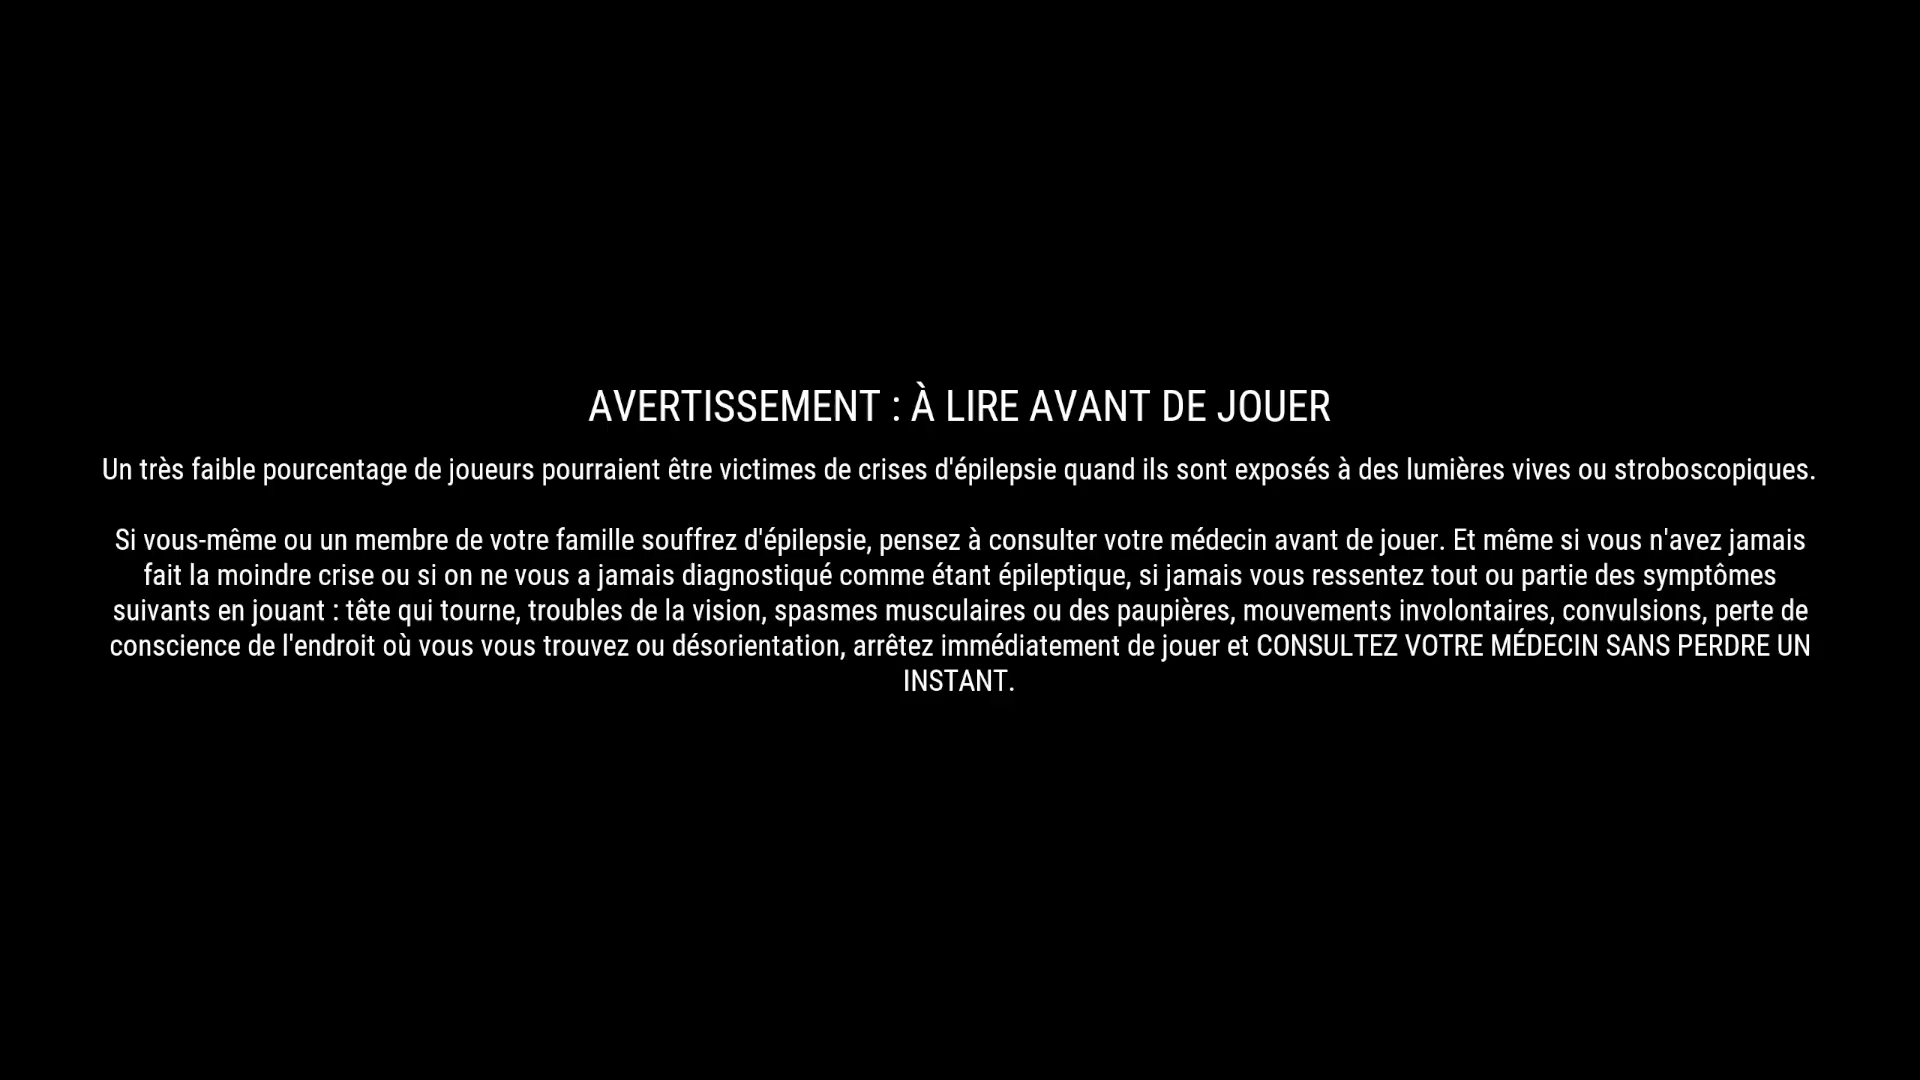 AVERTISSEMENT : À LIRE AVANT DE JOUER
Un très faible pourcentage de joueurs pourraient être victimes de crises d'épilepsie quand ils sont exposés à des lumières vives ou stroboscopiques.
Si vous-même ou un membre de votre famille souffrez d'épilepsie, pensez à consulter votre médecin avant de jouer. Et même si vous n'avez jamais
fait la moindre crise ou si on ne vous a jamais diagnostiqué comme étant épileptique, si jamais vous ressentez tout ou partie des symptômes
suivants en jouant : tête qui tourne, troubles de la vision, spasmes musculaires ou des paupières, mouvements involontaires, convulsions, perte de
conscience de l'endroit où vous vous trouvez ou désorientation, arrêtez immédiatement de jouer et CONSULTEZ VOTRE MÉDECIN SANS PERDRE UN
INSTANT.